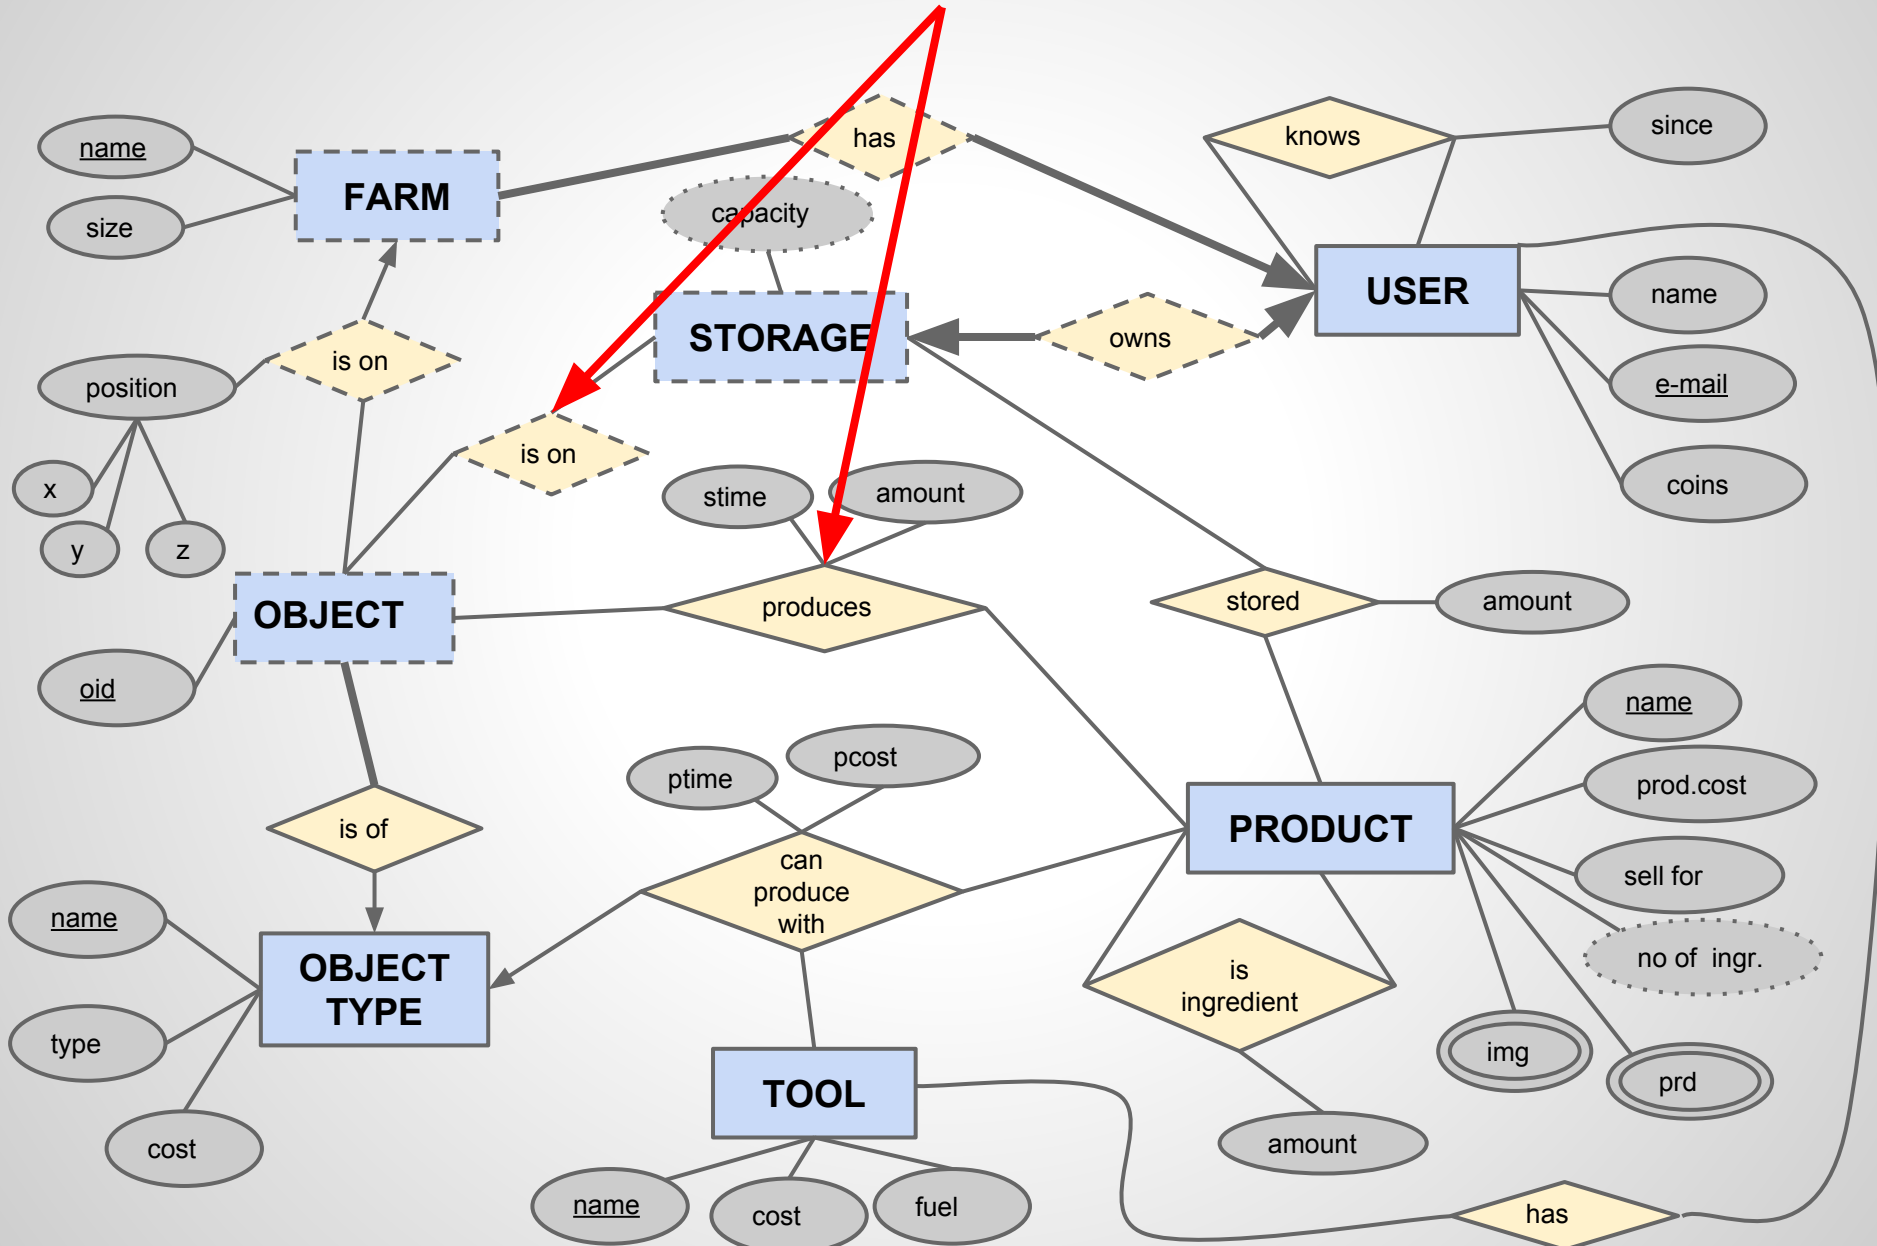 has
knows
since
name
FARM
capacity
size
USER
name
STORAGE
owns
is on
position
e-mail
is on
x
stime
amount
coins
y
z
OBJECT
produces
stored
amount
oid
name
ptime
pcost
prod.cost
is of
PRODUCT
can
produce
with
sell for
name
OBJECT
TYPE
is
ingredient
no of ingr.
type
img
prd
TOOL
cost
amount
name
cost
fuel
has